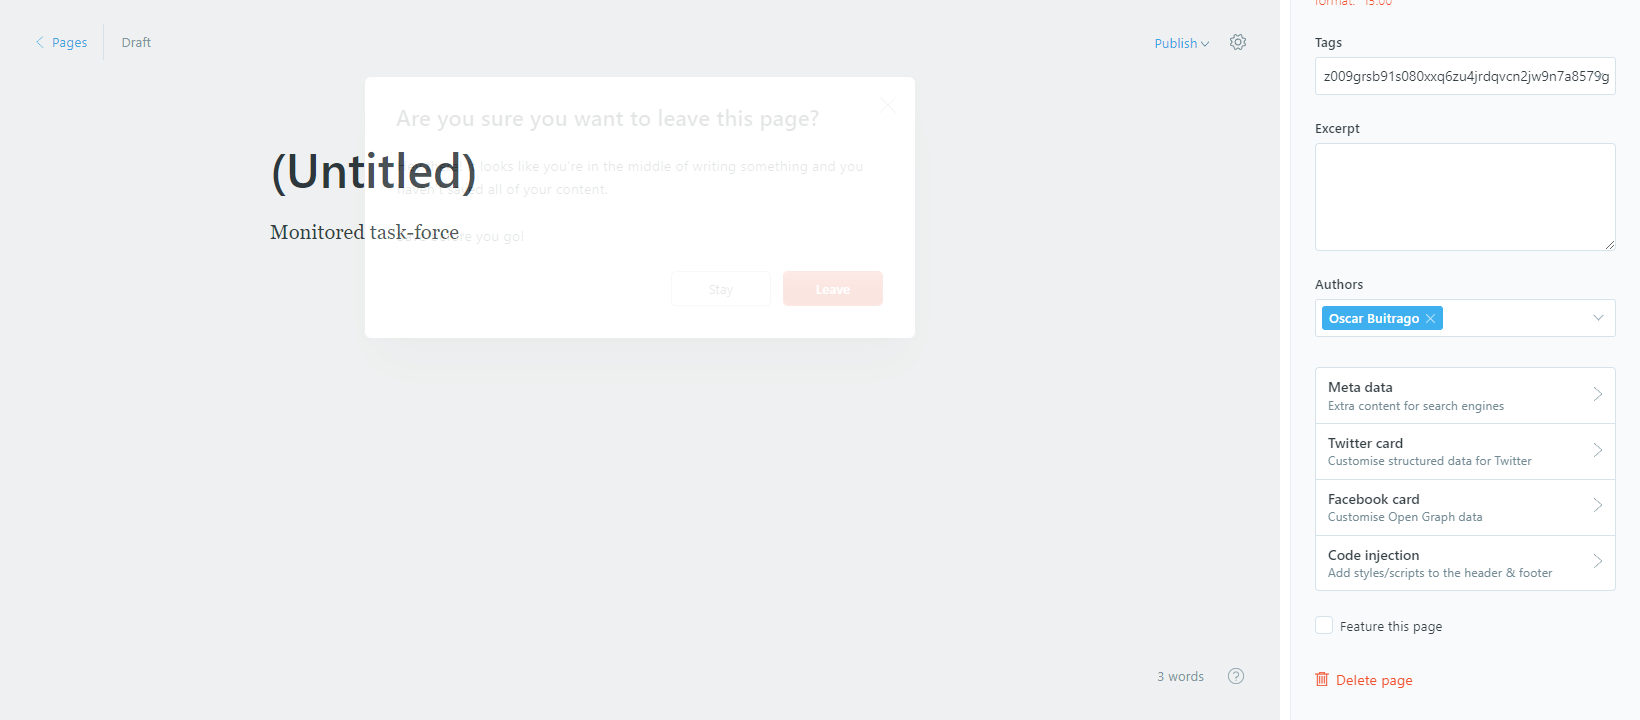 Pages
Draft
Publish
Are you sure you want to leave this page?
(Untitled)
looks like you're in the middle of writing something and you
haven't saved all of your content.
Monitored task-force
you go!
Stay
Leave
3 words
format: "15:00"
Tags
z009grsb91s080xxq6zu4jrdqvcn2jw9n7a8579g
Excerpt
Authors
Oscar Buitrago
Meta data
Extra content for search engines
Twitter card
Customise structured data for Twitter
Facebook card
Customise Open Graph data
Code injection
Add styles/scripts to the header & footer
Feature this page
Delete page